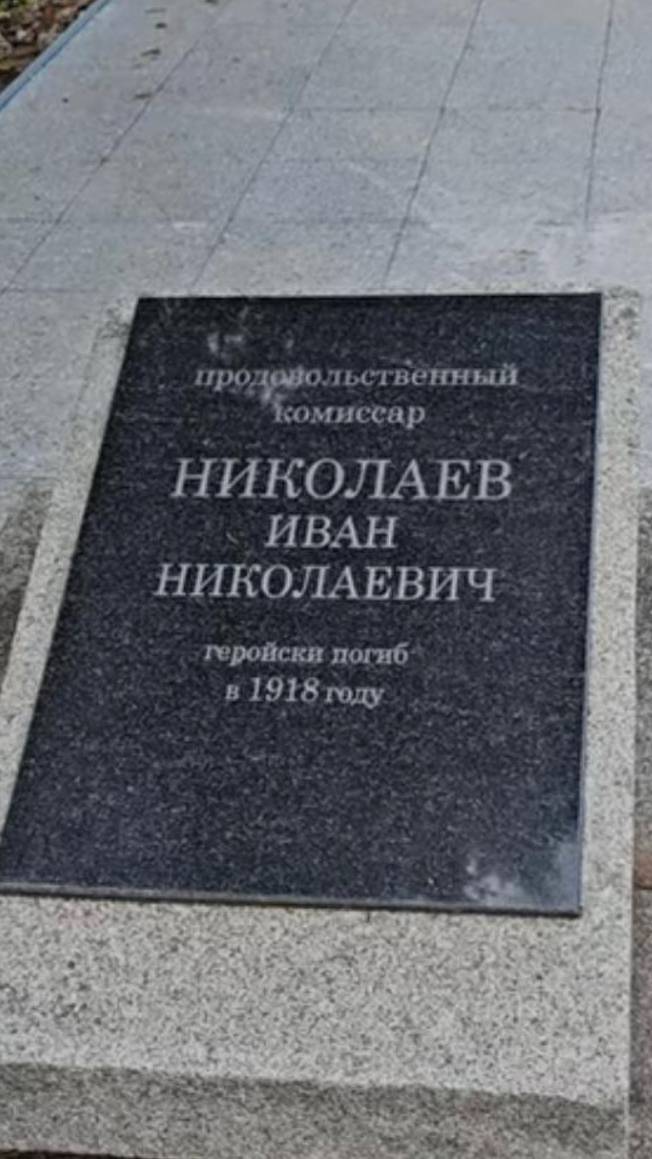 продовольственный
комиссар
НИКОЛАЕВ
ИВАН
НИКОЛАЕВИЧ
геройски погиб
в 1918 году